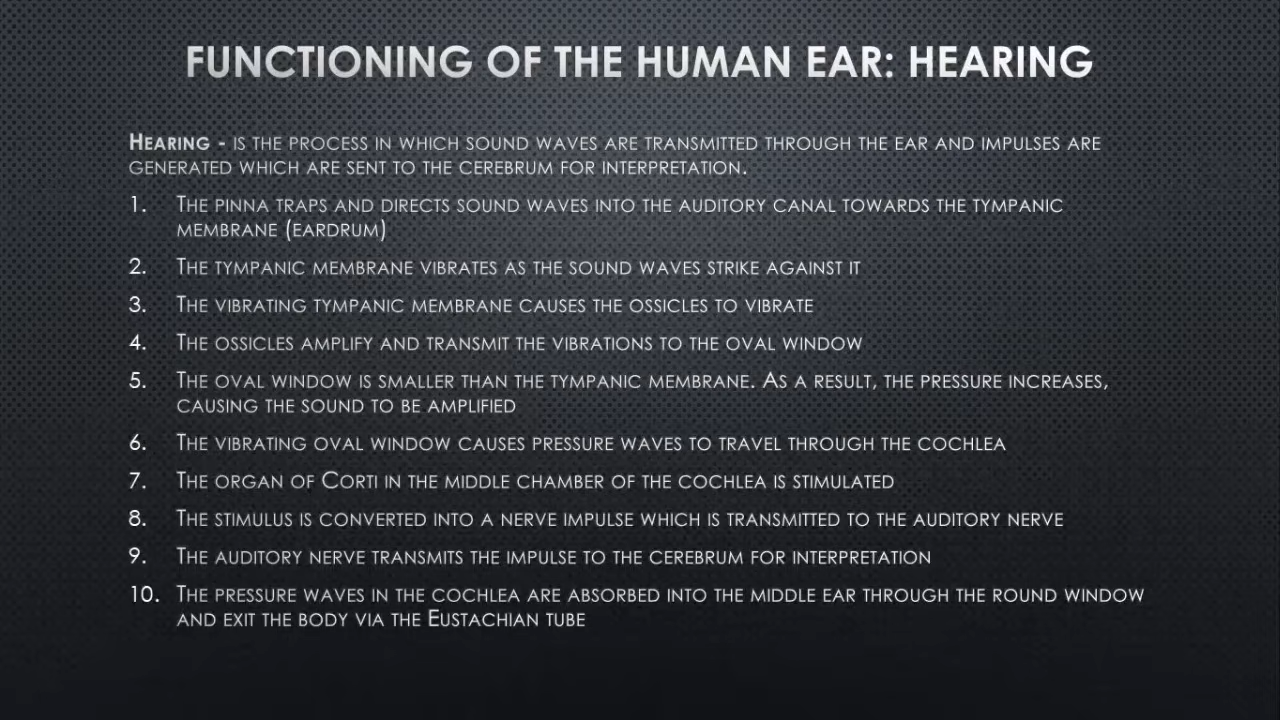 FUNCTIONING OF THE HUMAN EAR: HEARING
HEARING - IS THE PROCESS IN WHICH SOUND WAVES ARE TRANSMITTED THROUGH THE EAR AND IMPULSES ARE
GENERATED WHICH ARE SENT TO THE CEREBRUM FOR INTERPRETATION.
1. THE PINNA TRAPS AND DIRECTS SOUND WAVES INTO THE AUDITORY CANAL TOWARDS THE TYMPANIC
MEMBRANE (EARDRUM)
2. THE TYMPANIC MEMBRANE VIBRATES AS THE SOUND WAVES STRIKE AGAINST IT
3. THE VIBRATING TYMPANIC MEMBRANE CAUSES THE OSSICLES TO VIBRATE
4. THE OSSICLES AMPLIFY AND TRANSMIT THE VIBRATIONS TO THE OVAL WINDOW
5. THE OVAL WINDOW IS SMALLER THAN THE TYMPANIC MEMBRANE. AS A RESULT, THE PRESSURE INCREASES,
CAUSING THE SOUND TO BE AMPLIFIED
6. THE VIBRATING OVAL WINDOW CAUSES PRESSURE WAVES TO TRAVEL THROUGH THE COCHLEA
7. THE ORGAN OF CORTI IN THE MIDDLE CHAMBER OF THE COCHLEA IS STIMULATED
8. THE STIMULUS IS CONVERTED INTO A NERVE IMPULSE WHICH IS TRANSMITTED TO THE AUDITORY NERVE
9. THE AUDITORY NERVE TRANSMITS THE IMPULSE TO THE CEREBRUM FOR INTERPRETATION
10. THE PRESSURE WAVES IN THE COCHLEA ARE ABSORBED INTO THE MIDDLE EAR THROUGH THE ROUND WINDOW
AND EXIT THE BODY VIA THE EUSTACHIAN TUBE